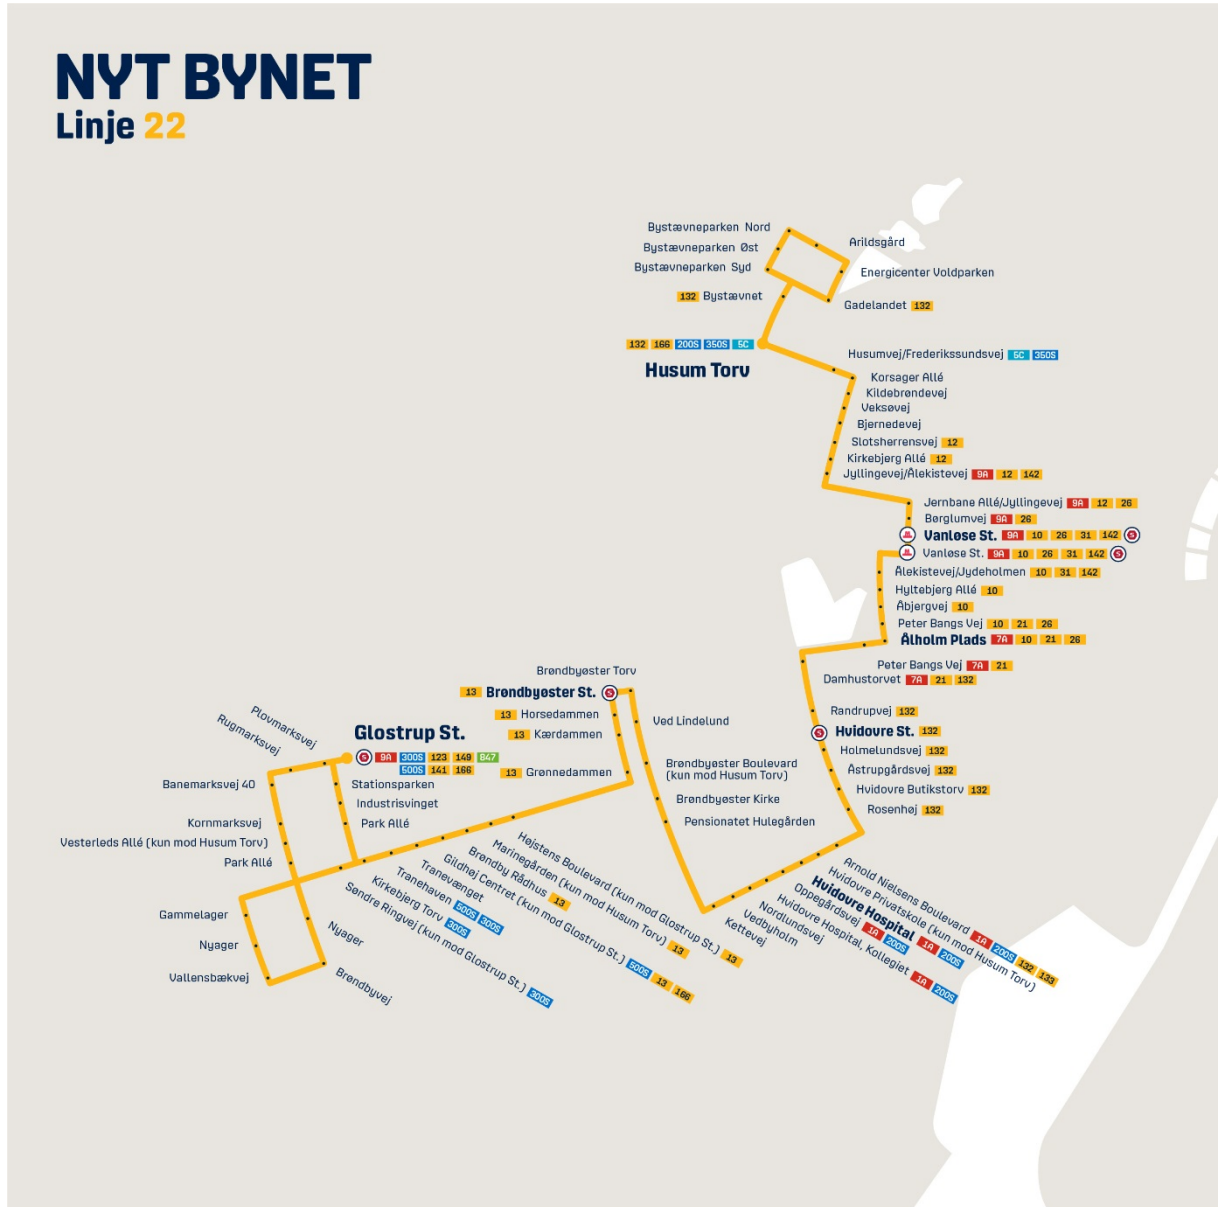 NYT BYNET
Linje 22
Bystævneparken Nord
Bystævneparken Øst
Bystævneparken Syd
132 Bystævnet
Arildsgård
Energicenter Voldparken
Gadelandet 132
132 166 200S 350S 5C
Husum Torv
Husumvej/Frederikssundsvej 5C 350S
Korsager Allé
Kildebrøndevej
Veksøvej
Bjernedevej
Slotsherrensvej 12
Kirkebjerg Allé 12
Jyllingevej/Ålekistevej 9A 12 142
Jernbane Allé/Jyllingevej 9A 12 26
Børglumvej 9A 26
Vanløse St. 9A 10 26 31 142 S
Vanløse St. 9A 10 26 31 142 S
Ålekistevej/Jydeholmen 10 31 142
Hyltebjerg Allé 10
Åbjergvej 10
Peter Bangs Vej 10 21 26
Ålholm Plads 7A 10 21 26
Peter Bangs Vej 7A 21
Damhustorvet 7A 21 132
Randrupvej 132
S Hvidovre St. 132
Holmelundsvej 132
Åstrupgårdsvej 132
Hvidovre Butikstorv 132
Rosenhøj 132
Arnold Nielsens Boulevard 1A 200S 132 133
Hvidovre Privatskole (kun mod Husum Torv)
Hvidovre Hospital 1A 200S
Oppegårdsvej 1A 200S
Hvidovre Hospital, Kollegiet 1A 200S
Nordlundsvej
Vedbyholm
Kettevej
Pensionatet Hulegården
Brøndbyøster Kirke
Brøndbyøster Boulevard
(kun mod Husum Torv)
Ved Lindelund
Brøndbyøster Torv
13 Brøndbyøster St. S
13 Horsedammen
13 Kærdammen
13 Grønnedammen
Højstens Boulevard (kun mod Glostrup St.) 13
Marinegården (kun mod Husum Torv) 13
Brøndby Rådhus 13
Gildhøj Centret (kun mod Glostrup St.) 500S 13 166
Tranevænget
Tranehaven 500S 300S
Kirkebjerg Torv 300S
Søndre Ringvej (kun mod Glostrup St.) 300S
Nyager
Brøndbyvej
Vallensbækvej
Nyager
Gammelager
Park Allé
Vesterleds Allé (kun mod Husum Torv)
Kornmarksvej
Banemarksvej 40
Rugmarksvej
Plovmarksvej
Glostrup St.
S 9A 300S 123 149 847
500S 141 166
Stationsparken
Industrisvinget
Park Allé